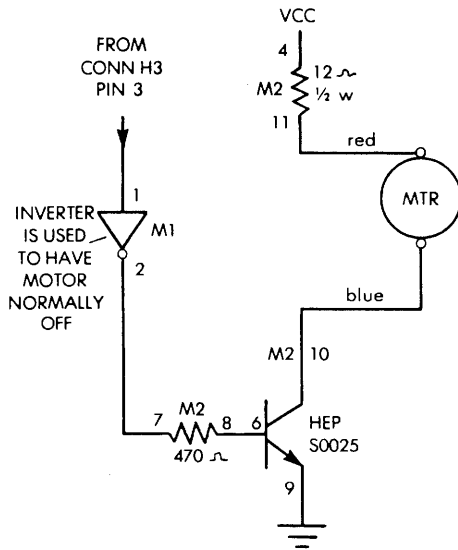 VCC
FROM
CONN H3
PIN 3
4
M2
12 Ω
½ W
11
red
MTR
1
M1
INVERTER
IS USED
TO HAVE
MOTOR
NORMALLY
OFF
2
blue
M2 10
7
M2
470 Ω
8
6
HEP
S0025
9